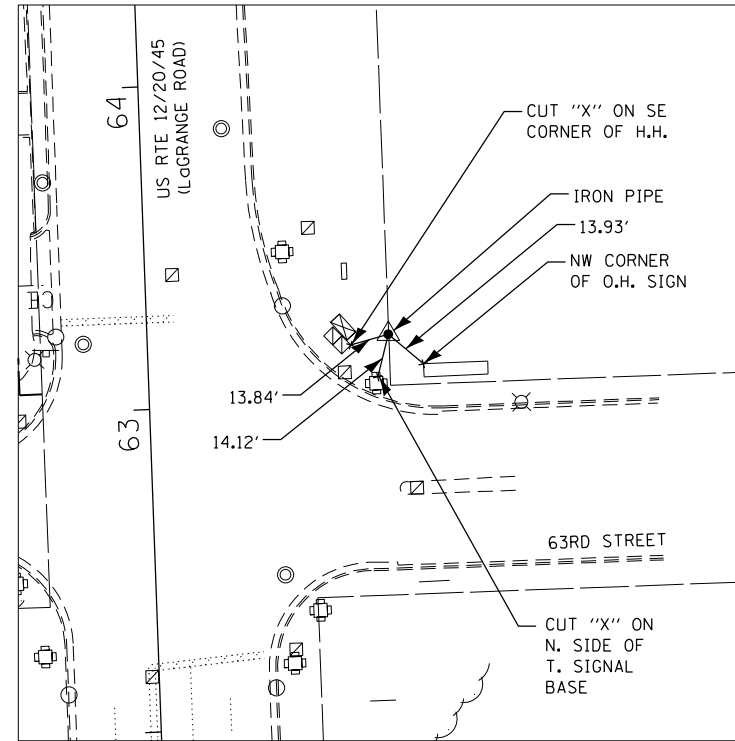 US RTE 12/20/45
(LaGRANGE ROAD)
64
CUT "X" ON SE
CORNER OF H.H.
IRON PIPE
13.93'
NW CORNER
OF O.H. SIGN
13.84'
63
14.12'
63RD STREET
CUT "X" ON
N. SIDE OF
T. SIGNAL
BASE